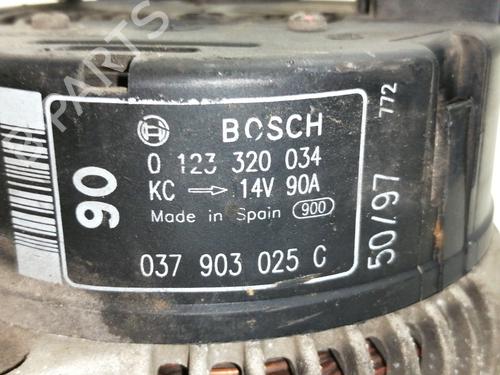 BOSCH
0 123 320 034
KC → 14V 90A
Made in Spain 900
037 903 025 C
90
50/97
772
PARTS